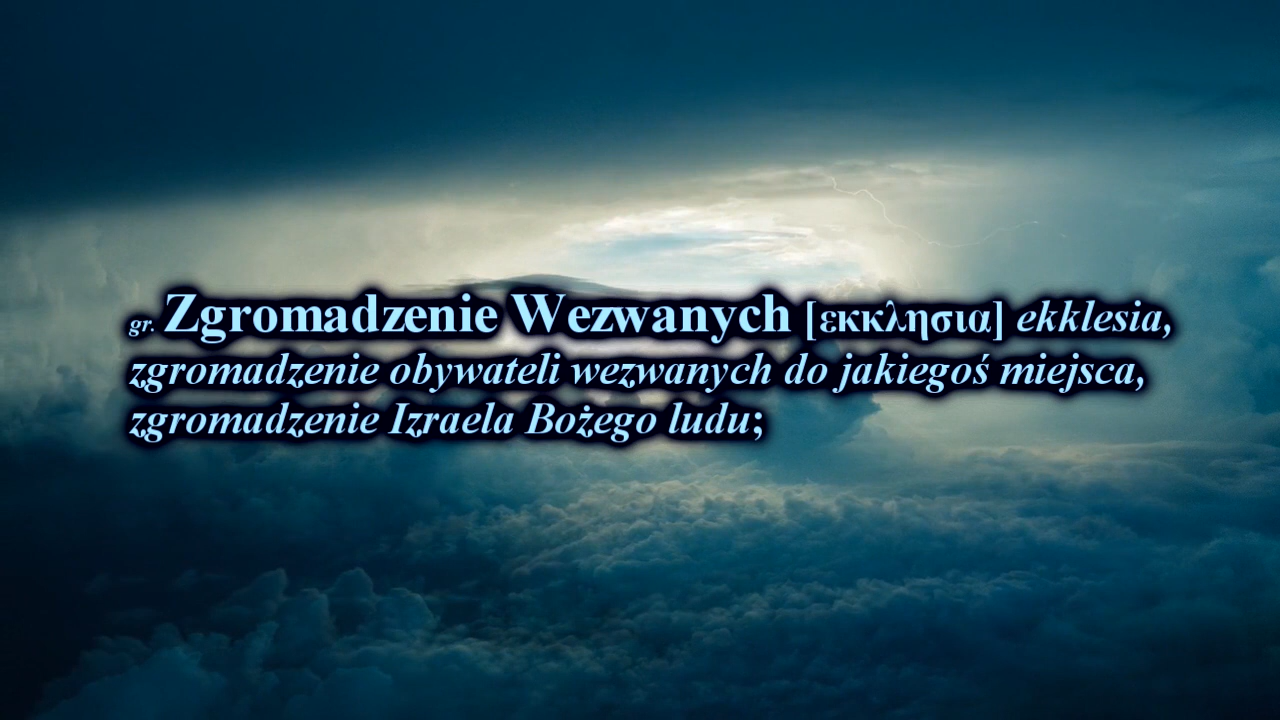 gr. Zgromadzenie Wezwanych [εκκλησια] ekklesia,
zgromadzenie obywateli wezwanych do jakiegoś miejsca,
zgromadzenie Izraela Bożego ludu;